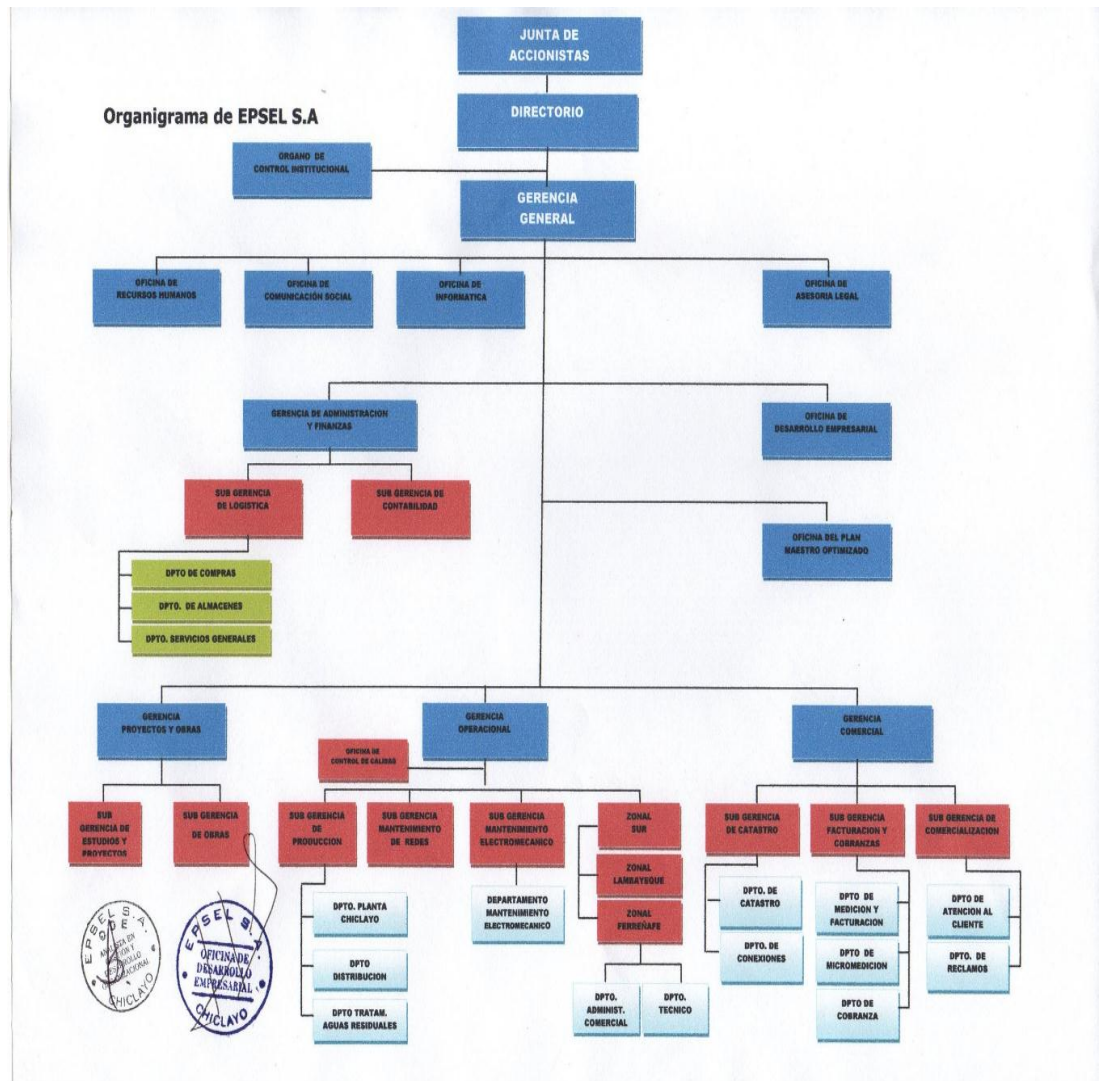 JUNTA DE
ACCIONISTAS
DIRECTORIO
Organigrama de EPSEL S.A
ORGANO DE
CONTROL INSTITUCIONAL
GERENCIA
GENERAL
OFICINA DE
RECURSOS HUMANOS
OFICINA DE
COMUNICACIÓN SOCIAL
OFICINA DE
INFORMATICA
OFICINA DE
ASESORIA LEGAL
GERENCIA DE ADMINISTRACION
Y FINANZAS
OFICINA DE
DESARROLLO EMPRESARIAL
SUB GERENCIA
DE LOGISTICA
SUB GERENCIA DE
CONTABILIDAD
OFICINA DEL PLAN
MAESTRO OPTIMIZADO
DPTO DE COMPRAS
DPTO. DE ALMACENES
DPTO. SERVICIOS GENERALES
GERENCIA
PROYECTOS Y OBRAS
GERENCIA
OPERACIONAL
GERENCIA
COMERCIAL
OFICINA DE
CONTROL DE CALIDAD
SUB
GERENCIA DE
ESTUDIOS Y
PROYECTOS
SUB GERENCIA
DE OBRAS
SUB GERENCIA
DE
PRODUCCION
SUB GERENCIA
MANTENIMIENTO
DE REDES
SUB GERENCIA
MANTENIMIENTO
ELECTROMECANICO
ZONAL
SUR
ZONAL
LAMBAYEQUE
ZONAL
FERREÑAFE
SUB GERENCIA
DE CATASTRO
SUB GERENCIA
FACTURACION Y
COBRANZAS
SUB GERENCIA DE
COMERCIALIZACION
DPTO. PLANTA
CHICLAYO
DPTO
DISTRIBUCION
DPTO TRATAM.
AGUAS RESIDUALES
DEPARTAMENTO
MANTENIMIENTO
ELECTROMECANICO
DPTO.
ADMINIST.
COMERCIAL
DPTO.
TECNICO
DPTO. DE
CATASTRO
DPTO. DE
CONEXIONES
DPTO DE
MEDICION Y
FACTURACION
DPTO DE
MICROMEDICION
DPTO DE
COBRANZA
DPTO DE
ATENCION AL
CLIENTE
DPTO. DE
RECLAMOS
EPSEL S.A.
CHICLAYO
EPSEL S.A.
OFICINA DE
DESARROLLO
EMPRESARIAL
CHICLAYO